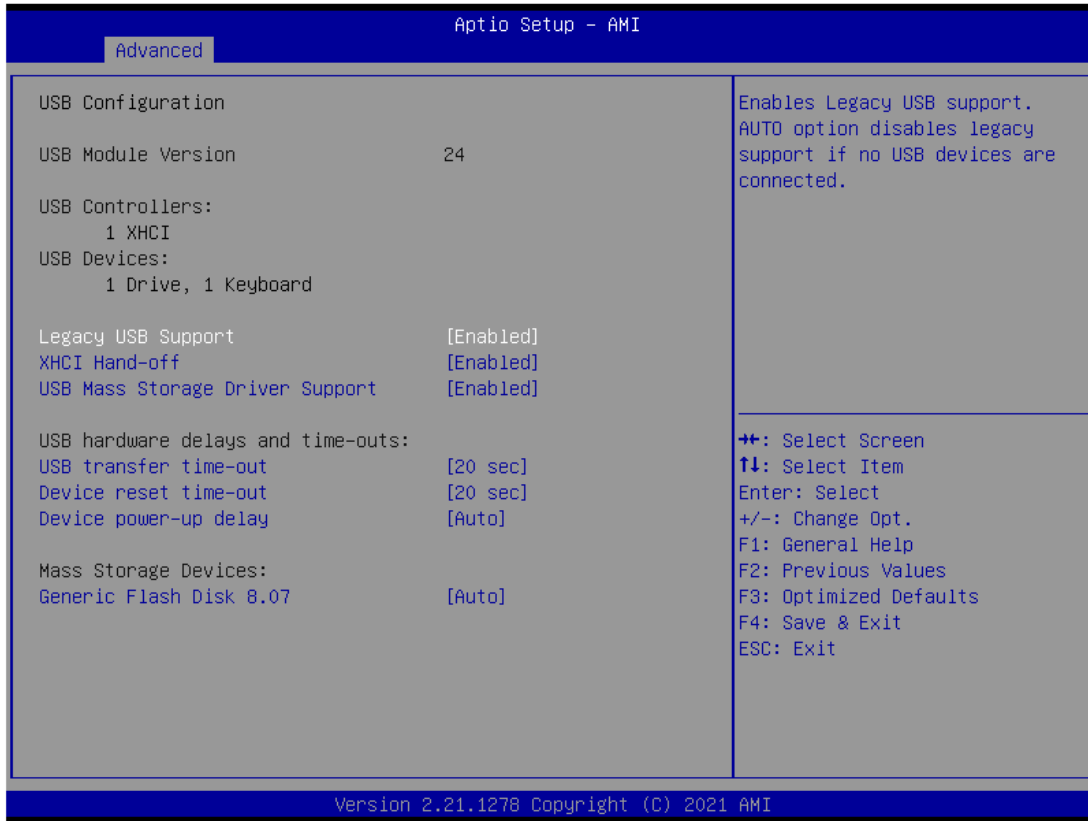 Aptio Setup – AMI
Advanced
USB Configuration
USB Module Version 24
USB Controllers:
1 XHCI
USB Devices:
1 Drive, 1 Keyboard
Legacy USB Support [Enabled]
XHCI Hand-off [Enabled]
USB Mass Storage Driver Support [Enabled]
USB hardware delays and time-outs:
USB transfer time-out [20 sec]
Device reset time-out [20 sec]
Device power-up delay [Auto]
Mass Storage Devices:
Generic Flash Disk 8.07 [Auto]
Enables Legacy USB support.
AUTO option disables legacy
support if no USB devices are
connected.
→←: Select Screen
↑↓: Select Item
Enter: Select
+/-: Change Opt.
F1: General Help
F2: Previous Values
F3: Optimized Defaults
F4: Save & Exit
ESC: Exit
Version 2.21.1278 Copyright (C) 2021 AMI